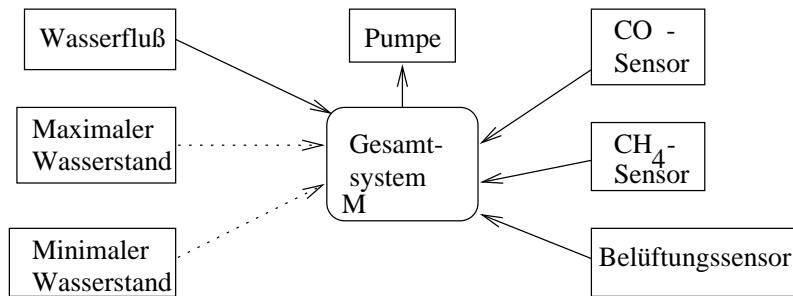 Wasserfluß
Pumpe
CO -
Sensor
Maximaler
Wasserstand
Gesamt-
system
M
CH4-
Sensor
Minimaler
Wasserstand
Belüftungssensor